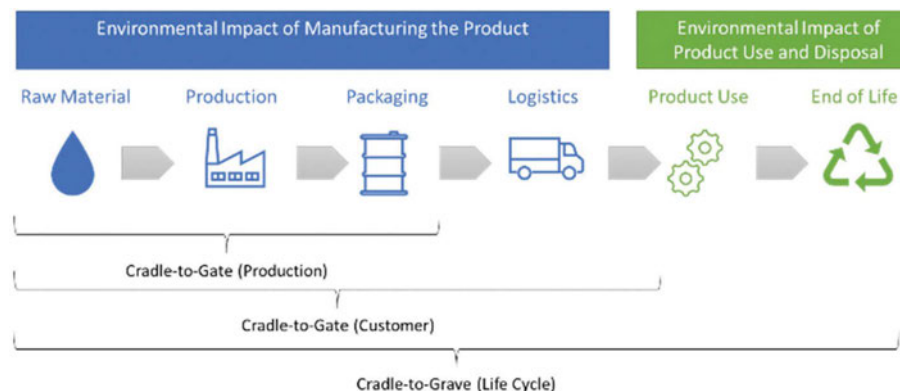 Environmental Impact of Manufacturing the Product
Environmental Impact of
Product Use and Disposal
Raw Material
Production
Packaging
Logistics
Product Use
End of Life
Cradle-to-Gate (Production)
Cradle-to-Gate (Customer)
Cradle-to-Grave (Life Cycle)